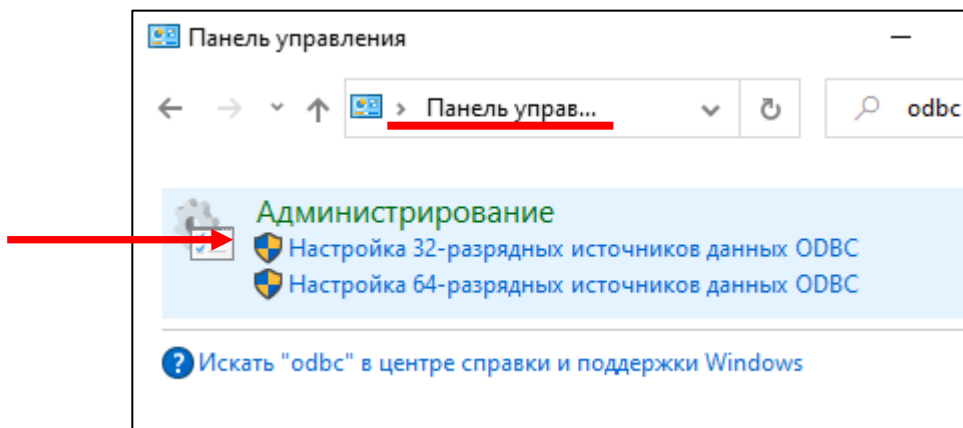 Панель управления
Панель управ...
odbc
Администрирование
Настройка 32-разрядных источников данных ODBC
Настройка 64-разрядных источников данных ODBC
Искать "odbc" в центре справки и поддержки Windows